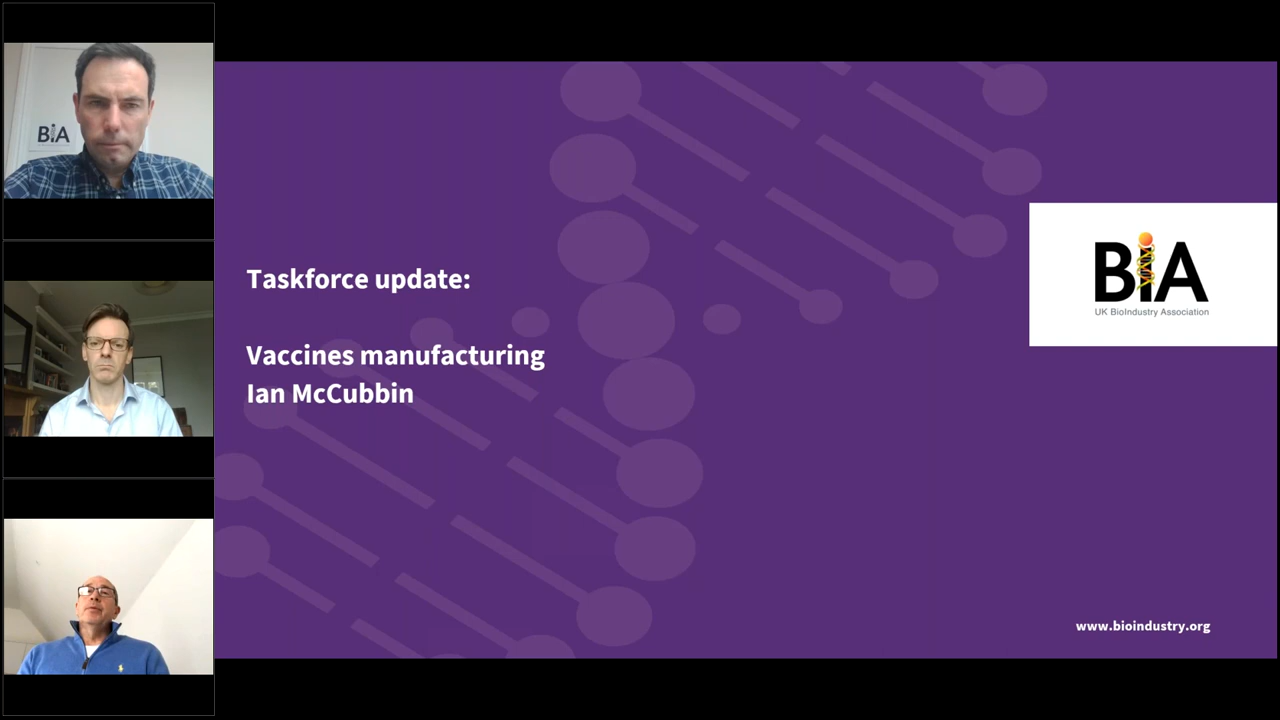 BiA
Taskforce update:
Vaccines manufacturing
Ian McCubbin
BiA
UK BioIndustry Association
www.bioindustry.org